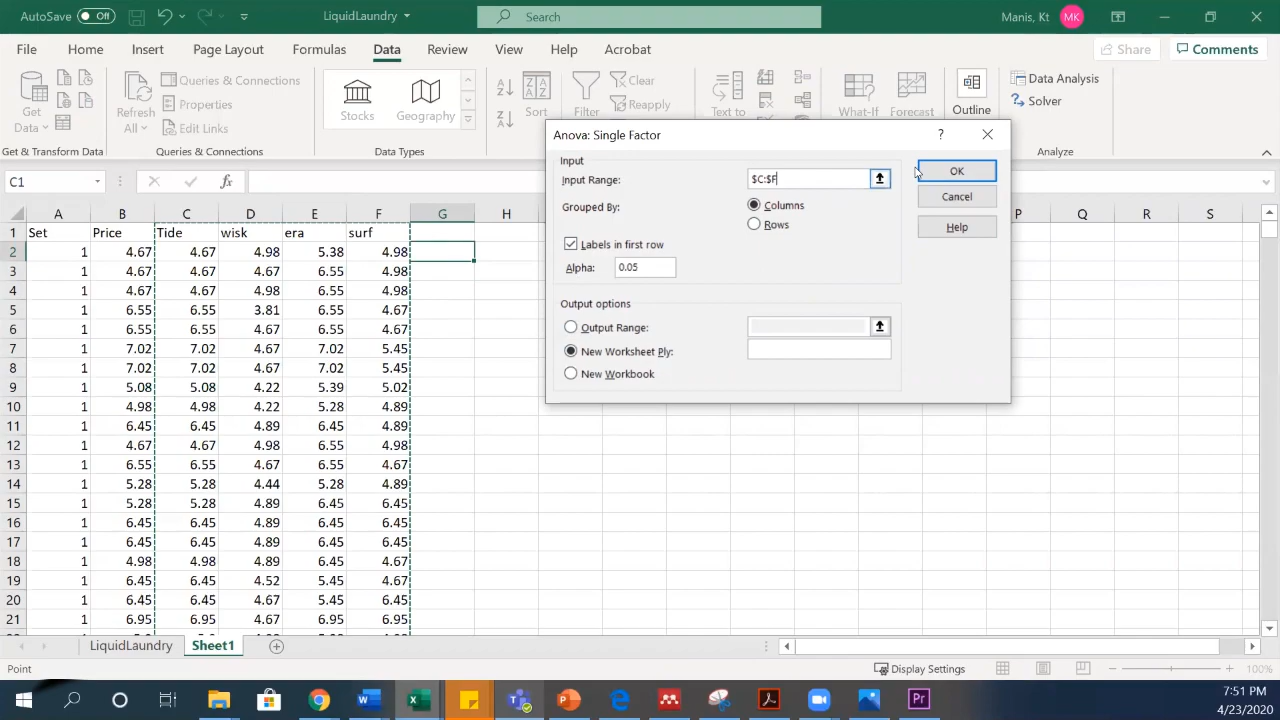 AutoSave Off LiquidLaundry Search Manis, Kt MK
File Home Insert Page Layout Formulas Data Review View Help Acrobat Share Comments
Get Data
Refresh All
Queries & Connections
Properties
Edit Links
Stocks Geography
Sort Filter
Clear
Reapply
Text to
What-If Forecast
Outline
Data Analysis
Solver
Get & Transform Data Queries & Connections Data Types Analyze
Anova: Single Factor ?
Input
Input Range: $C:$F
Grouped By: Columns
Rows
Labels in first row
Alpha: 0.05
Output options
Output Range:
New Worksheet Ply:
New Workbook
OK
Cancel
Help
C1 fx
A B C D E F G H P Q R S
1 Set Price Tide wisk era surf
2 1 4.67 4.67 4.98 5.38 4.98
3 1 4.67 4.67 4.67 6.55 4.98
4 1 4.67 4.67 4.98 6.55 4.98
5 1 6.55 6.55 3.81 6.55 4.67
6 1 6.55 6.55 4.67 6.55 4.67
7 1 7.02 7.02 4.67 7.02 5.45
8 1 7.02 7.02 4.67 7.02 5.45
9 1 5.08 5.08 4.22 5.39 5.02
10 1 4.98 4.98 4.22 5.28 4.89
11 1 6.45 6.45 4.89 6.45 4.89
12 1 4.67 4.67 4.98 6.55 4.98
13 1 6.55 6.55 4.67 6.55 4.67
14 1 5.28 5.28 4.44 5.28 4.89
15 1 5.28 5.28 4.89 6.45 6.45
16 1 6.45 6.45 4.89 6.45 6.45
17 1 6.45 6.45 4.89 6.45 6.45
18 1 4.98 4.98 4.89 6.45 4.67
19 1 6.45 6.45 4.52 5.45 4.67
20 1 6.45 6.45 4.67 5.45 6.45
21 1 6.95 6.95 4.67 6.95 6.95
LiquidLaundry Sheet1
Point Display Settings 100%
7:51 PM
4/23/2020